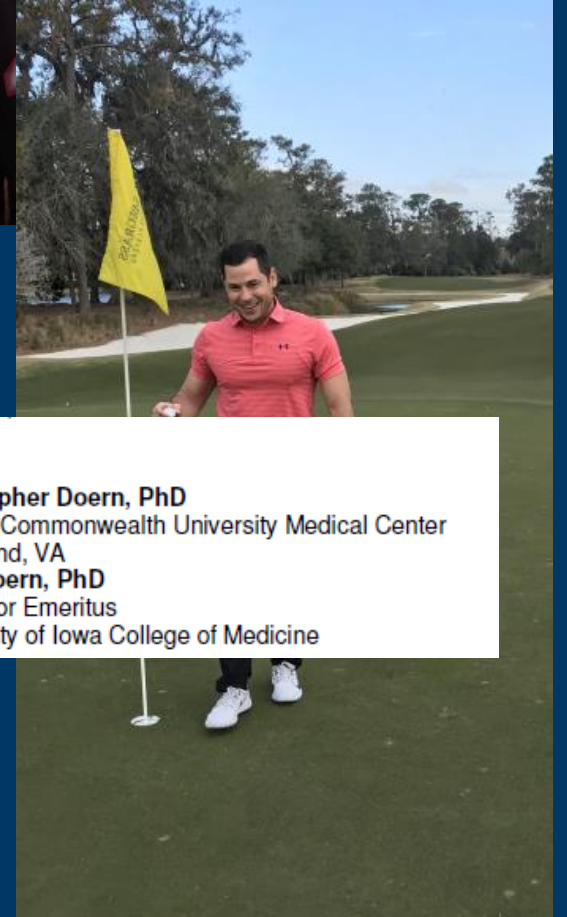 SAWGRASS
pher Doern, PhD
Commonwealth University Medical Center
nd, VA
oern, PhD
or Emeritus
ty of Iowa College of Medicine